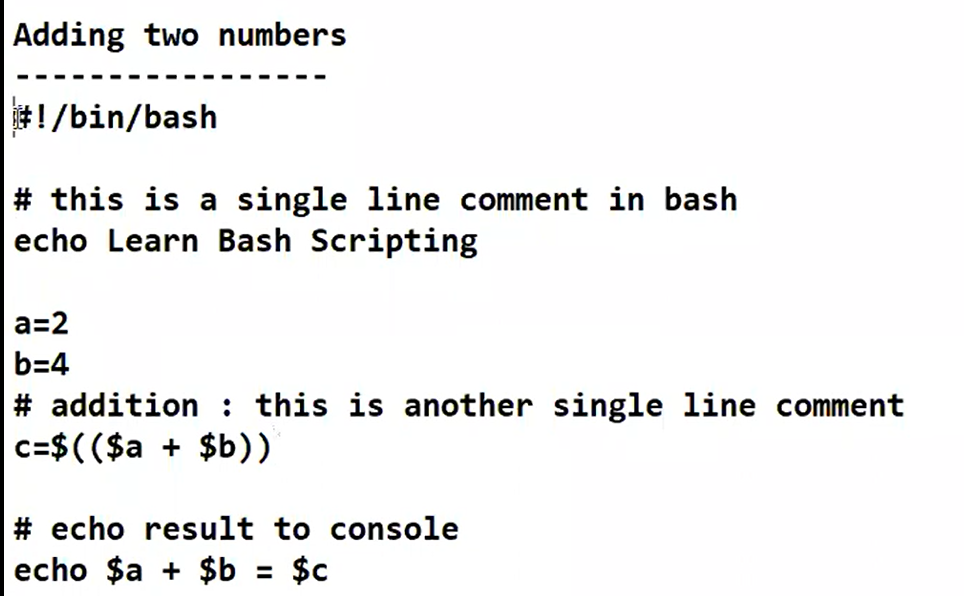 Adding two numbers
-----------------
#!/bin/bash
# this is a single line comment in bash
echo Learn Bash Scripting
a=2
b=4
# addition : this is another single line comment
c=$(($a + $b))
# echo result to console
echo $a + $b = $c